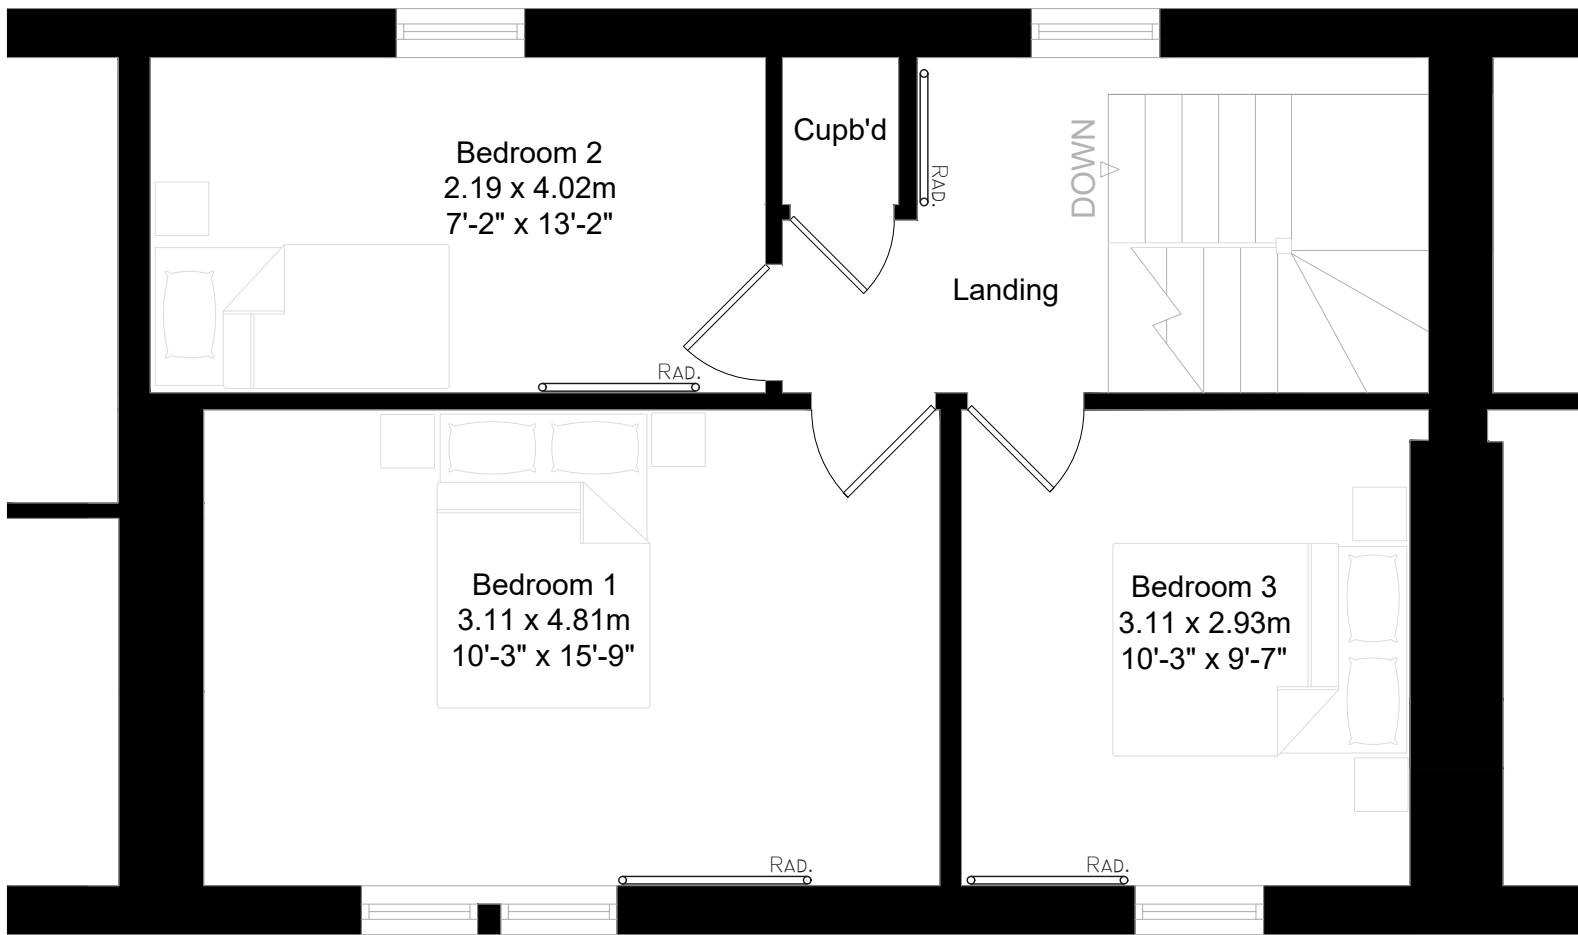 Bedroom 2
2.19 x 4.02m
7'-2" x 13'-2"
RAD.
Cupb'd
RAD.
DOWN
Landing
Bedroom 1
3.11 x 4.81m
10'-3" x 15'-9"
RAD.
Bedroom 3
3.11 x 2.93m
10'-3" x 9'-7"
RAD.